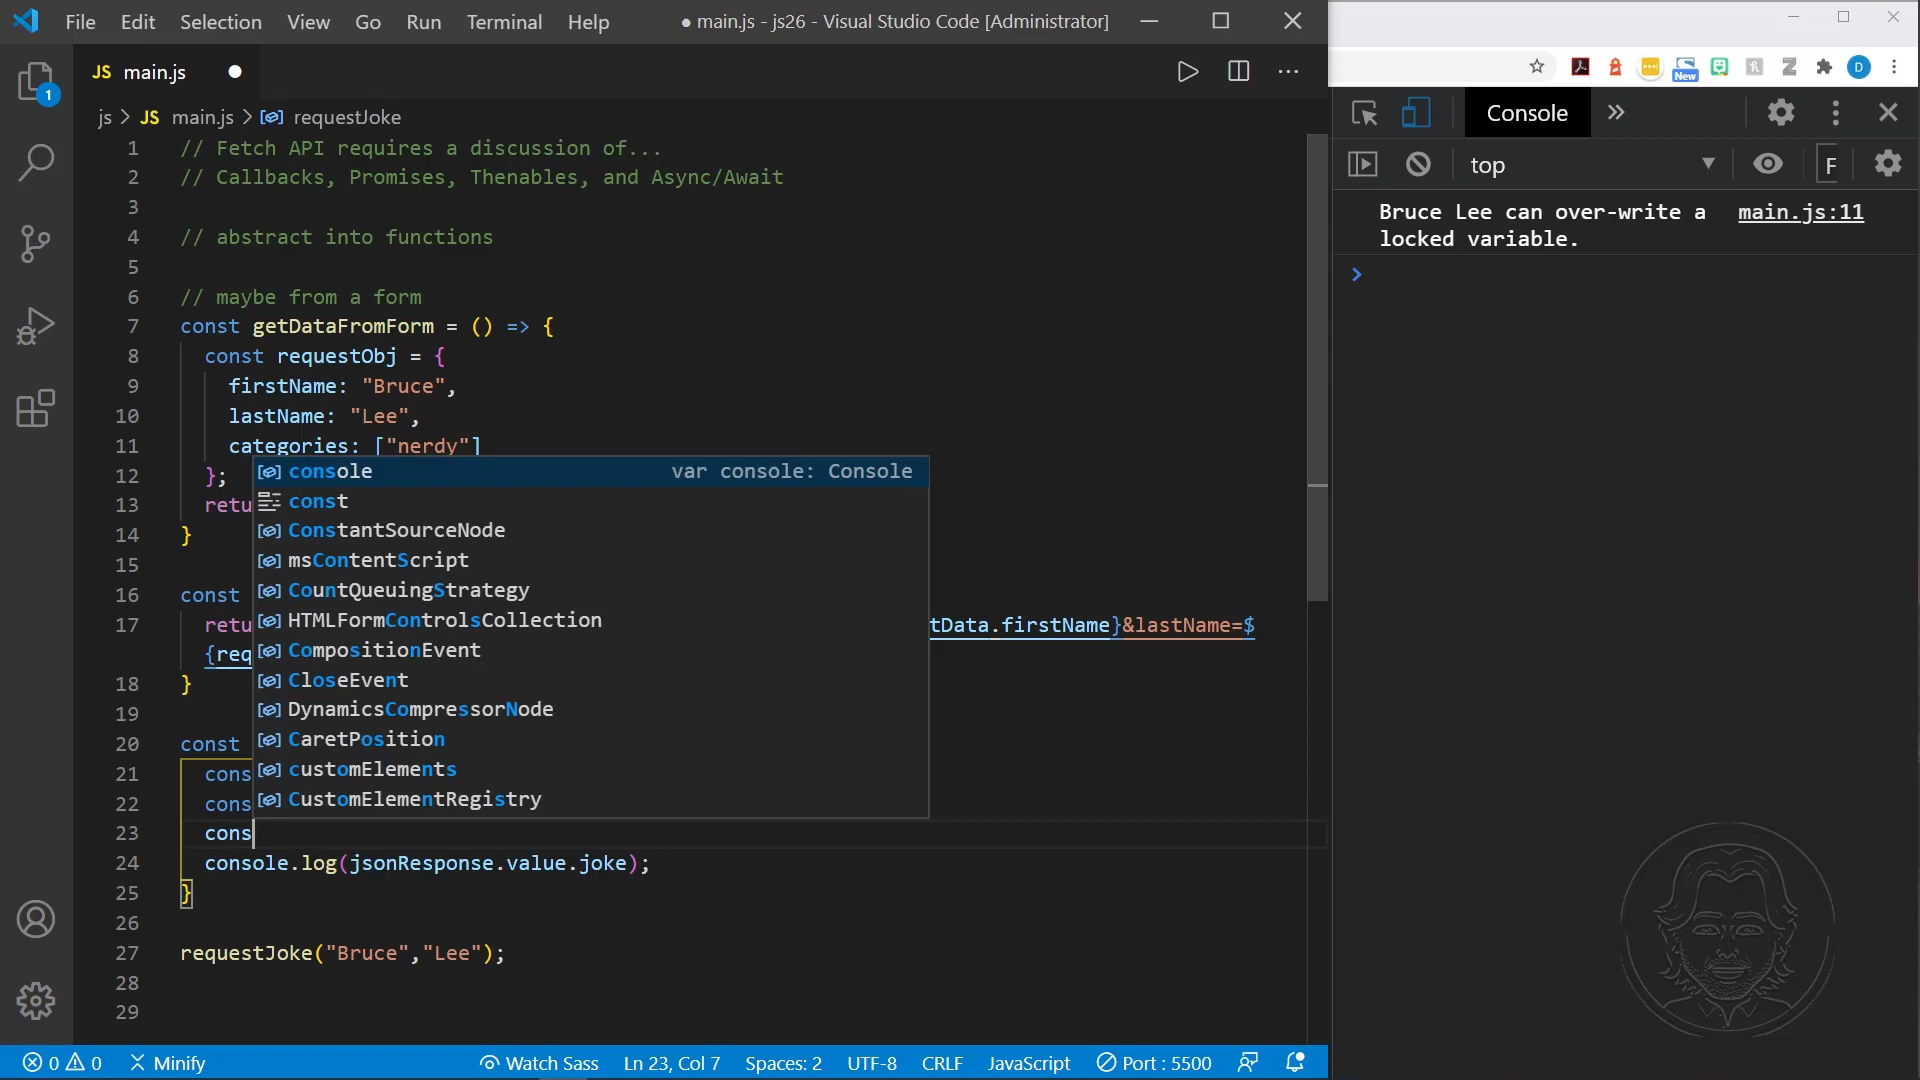 File Edit Selection View Go Run Terminal Help ● main.js - js26 - Visual Studio Code [Administrator]
JS main.js
js > JS main.js > requestJoke
1 // Fetch API requires a discussion of...
2 // Callbacks, Promises, Thenables, and Async/Await
3
4 // abstract into functions
5
6 // maybe from a form
7 const getDataFromForm = () => {
8 const requestObj = {
9 firstName: "Bruce",
10 lastName: "Lee",
11 categories: ["nerdy"]
12 };
13 retu
14 }
15
16 const
17 retu tData.firstName}&lastName=$
{req
18 }
19
20 const
21 cons
22 cons
23 cons
24 console.log(jsonResponse.value.joke);
25 }
26
27 requestJoke("Bruce","Lee");
28
29
console var console: Console
const
ConstantSourceNode
msContentScript
CountQueuingStrategy
HTMLFormControlsCollection
CompositionEvent
CloseEvent
DynamicsCompressorNode
CaretPosition
customElements
CustomElementRegistry
1
0 0 Minify Watch Sass Ln 23, Col 7 Spaces: 2 UTF-8 CRLF JavaScript Port : 5500
New
D
Console
top
F
Bruce Lee can over-write a main.js:11
locked variable.